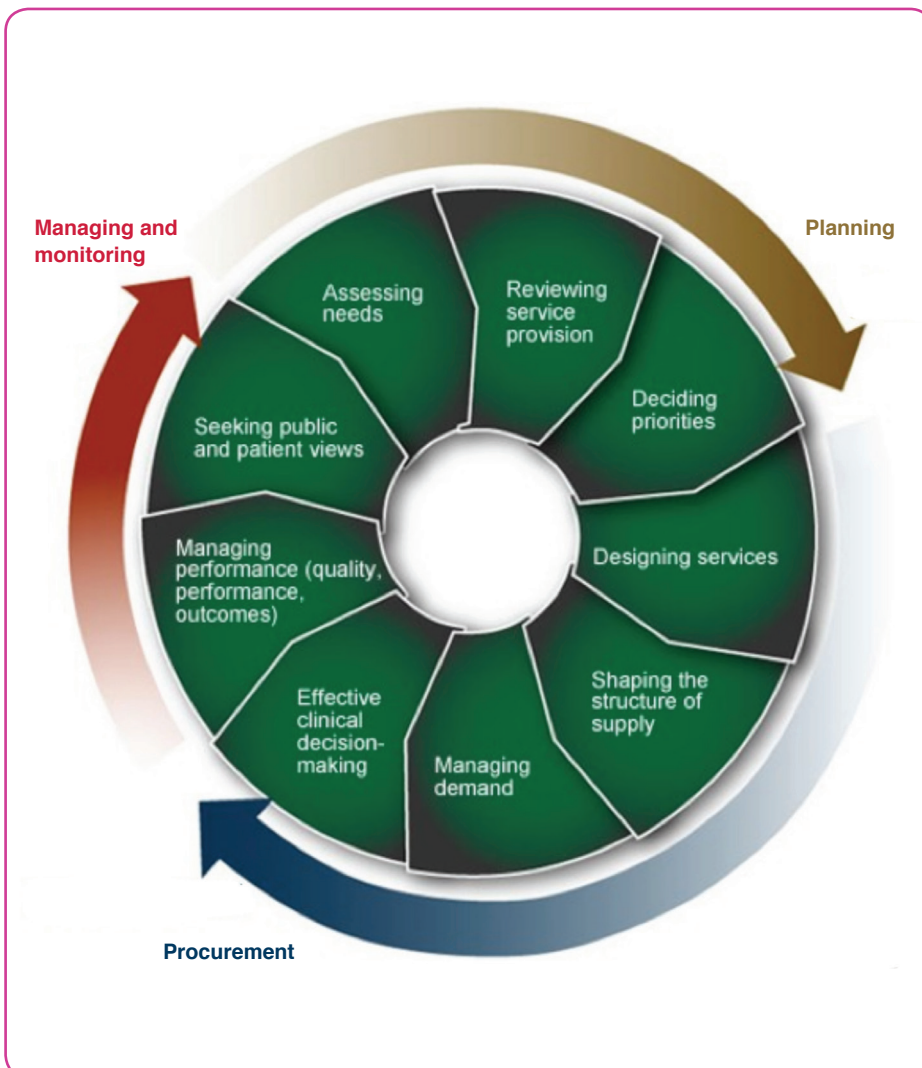 Managing and
monitoring
Planning
Assessing
needs
Reviewing
service
provision
Deciding
priorities
Seeking public
and patient views
Designing services
Managing
performance (quality,
performance,
outcomes)
Shaping the
structure of
supply
Effective
clinical
decision-
making
Managing
demand
Procurement